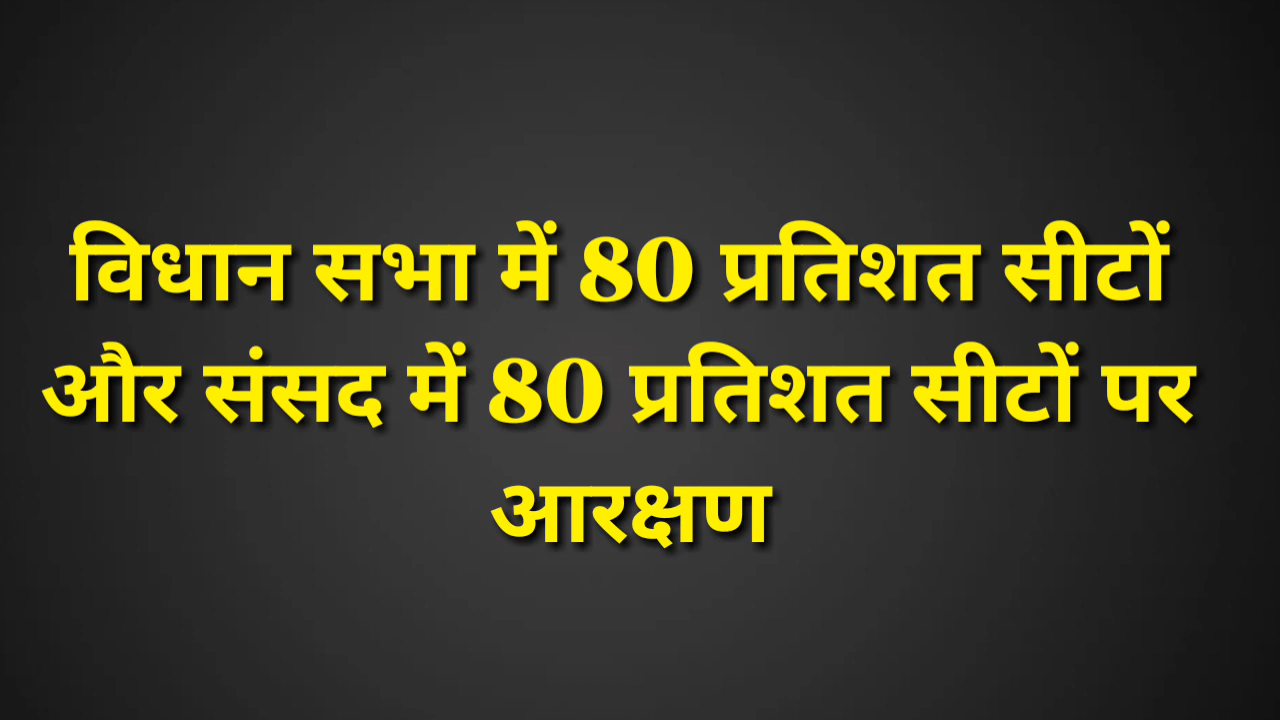 विधान सभा में 80 प्रतिशत सीटों
और संसद में 80 प्रतिशत सीटों पर
आरक्षण